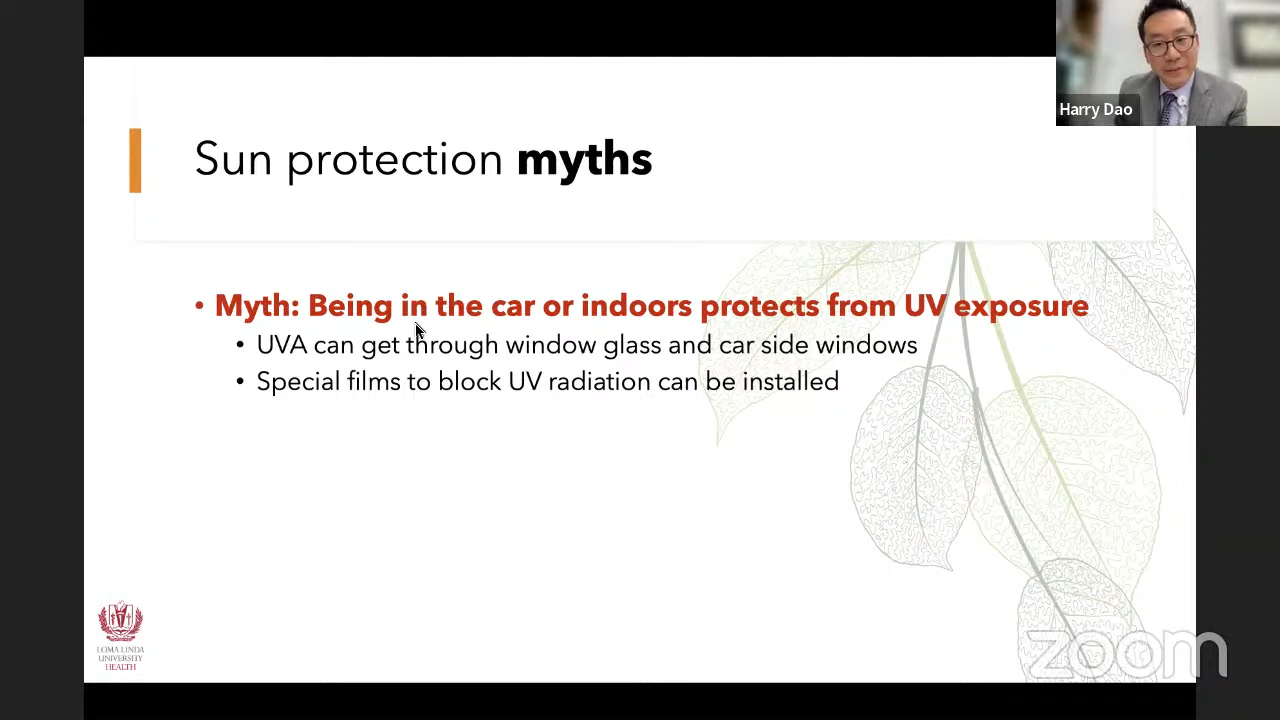 Harry Dao
Sun protection myths
• Myth: Being in the car or indoors protects from UV exposure
• UVA can get through window glass and car side windows
• Special films to block UV radiation can be installed
LOMA LINDA
UNIVERSITY
HEALTH
zoom